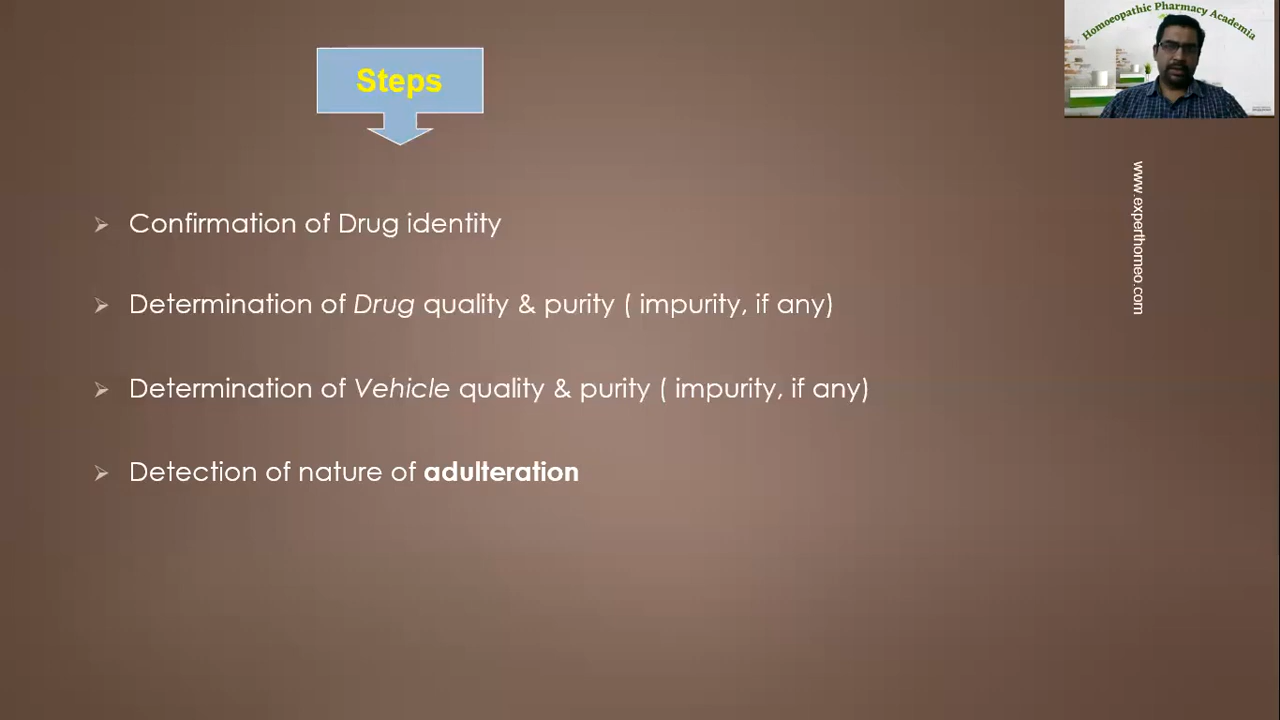 Homoeopathic Pharmacy Academia
Steps
www.experthomeo.com
Confirmation of Drug identity
Determination of Drug quality & purity ( impurity, if any)
Determination of Vehicle quality & purity ( impurity, if any)
Detection of nature of adulteration